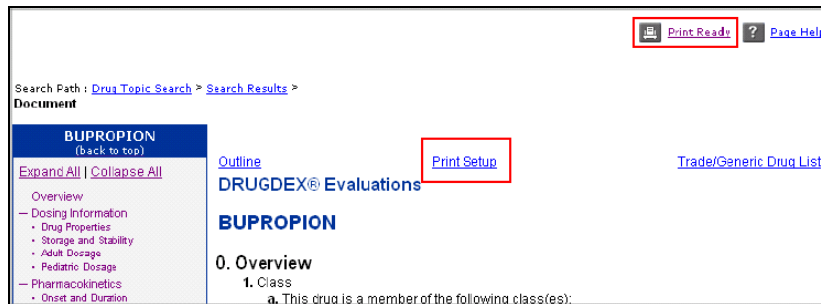 Print Ready ? Page Help
Search Path : Drug Topic Search > Search Results >
Document
BUPROPION
(back to top)
Expand All | Collapse All
Overview
— Dosing Information
• Drug Properties
• Storage and Stability
• Adult Dosage
• Pediatric Dosage
— Pharmacokinetics
• Onset and Duration
Outline Print Setup Trade/Generic Drug List
DRUGDEX® Evaluations
BUPROPION
0. Overview
1. Class
a. This drug is a member of the following class(es):